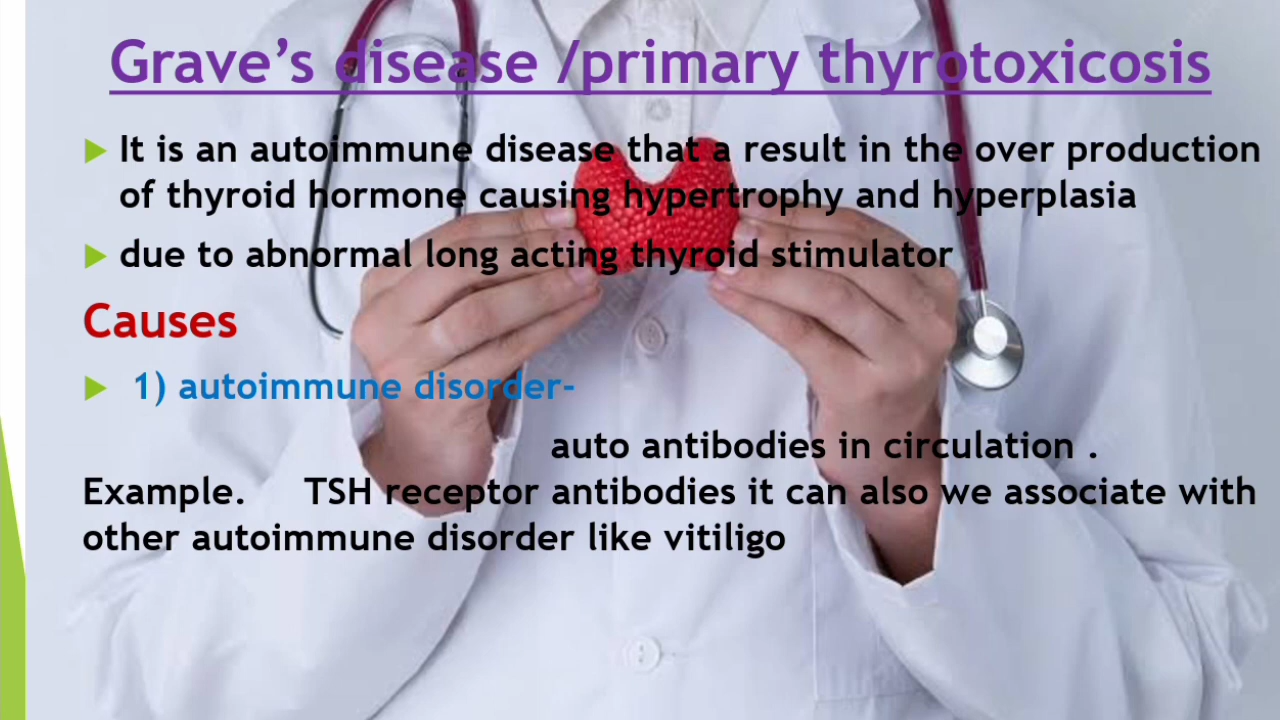 Grave's disease /primary thyrotoxicosis
It is an autoimmune disease that a result in the over production
of thyroid hormone causing hypertrophy and hyperplasia
due to abnormal long acting thyroid stimulator
Causes
1) autoimmune disorder-
auto antibodies in circulation .
Example. TSH receptor antibodies it can also we associate with
other autoimmune disorder like vitiligo